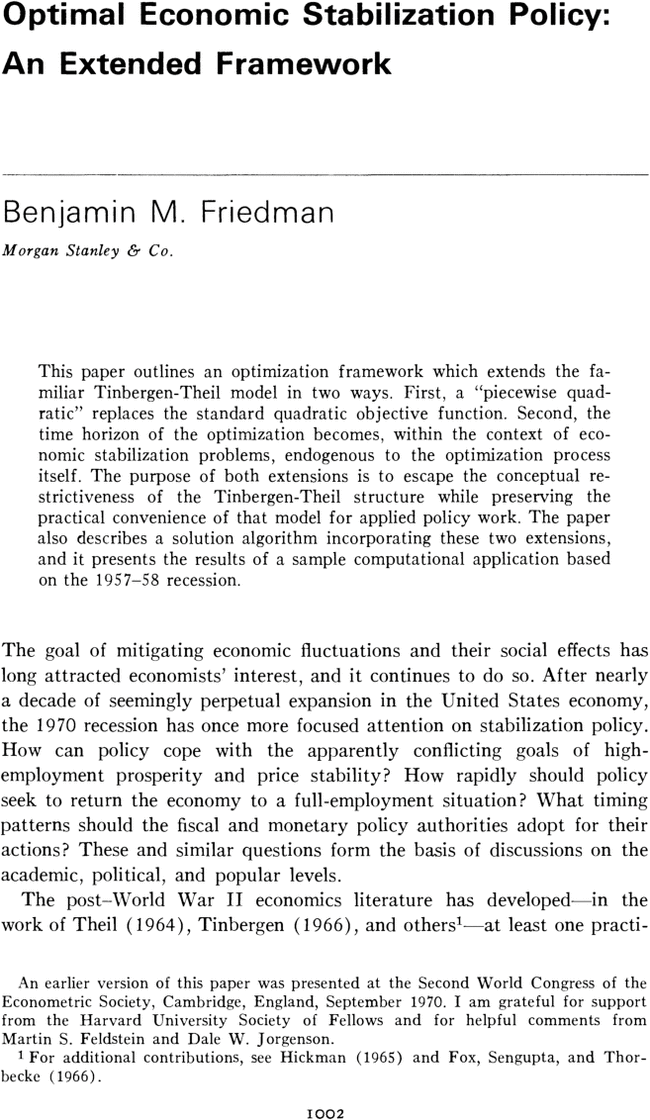 Optimal Economic Stabilization Policy:
An Extended Framework
Benjamin M. Friedman
Morgan Stanley & Co.
This paper outlines an optimization framework which extends the fa-
miliar Tinbergen-Theil model in two ways. First, a “piecewise quad-
ratic” replaces the standard quadratic objective function. Second, the
time horizon of the optimization becomes, within the context of eco-
nomic stabilization problems, endogenous to the optimization process
itself. The purpose of both extensions is to escape the conceptual re-
strictiveness of the Tinbergen-Theil structure while preserving the
practical convenience of that model for applied policy work. The paper
also describes a solution algorithm incorporating these two extensions,
and it presents the results of a sample computational application based
on the 1957–58 recession.
The goal of mitigating economic fluctuations and their social effects has
long attracted economists’ interest, and it continues to do so. After nearly
a decade of seemingly perpetual expansion in the United States economy,
the 1970 recession has once more focused attention on stabilization policy.
How can policy cope with the apparently conflicting goals of high-
employment prosperity and price stability? How rapidly should policy
seek to return the economy to a full-employment situation? What timing
patterns should the fiscal and monetary policy authorities adopt for their
actions? These and similar questions form the basis of discussions on the
academic, political, and popular levels.
The post–World War II economics literature has developed—in the
work of Theil (1964), Tinbergen (1966), and others¹—at least one practi-
An earlier version of this paper was presented at the Second World Congress of the
Econometric Society, Cambridge, England, September 1970. I am grateful for support
from the Harvard University Society of Fellows and for helpful comments from
Martin S. Feldstein and Dale W. Jorgenson.
¹ For additional contributions, see Hickman (1965) and Fox, Sengupta, and Thor-
becke (1966).
1002